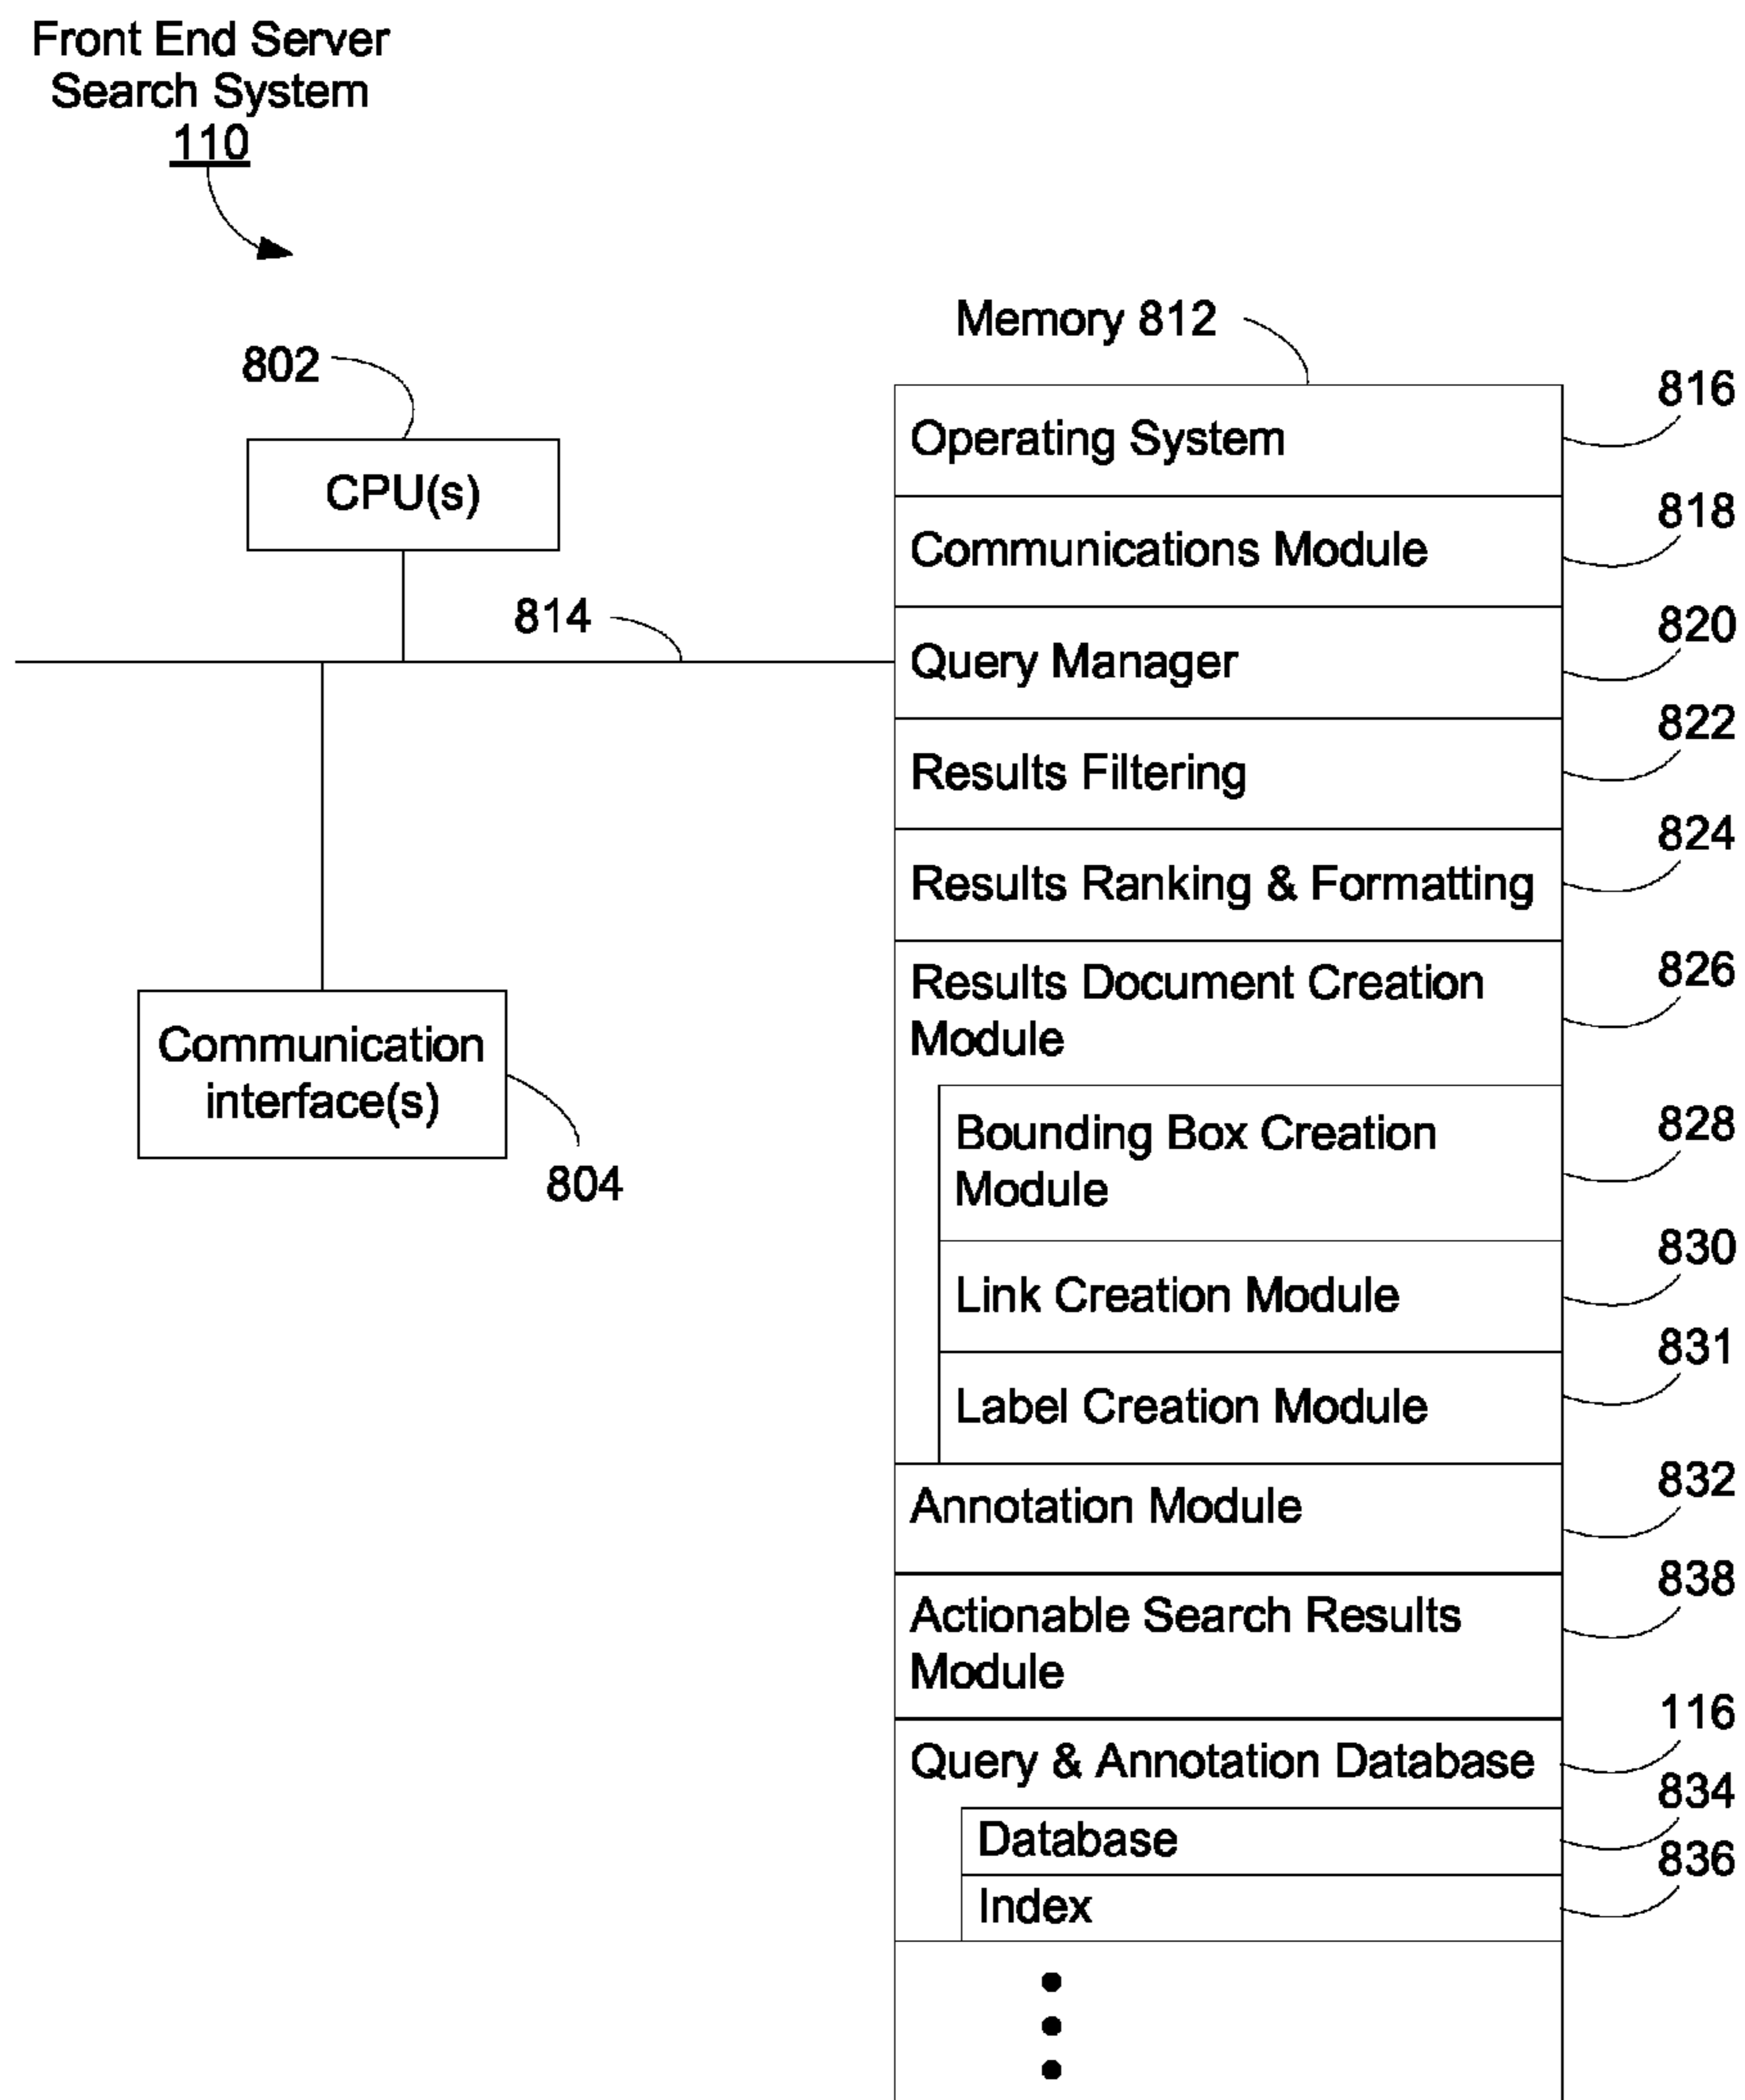 Front End Server
Search System
110
Memory 812
802
816
Operating System
CPU(s)
818
Communications Module
814
820
Query Manager
822
Results Filtering
824
Results Ranking & Formatting
826
Results Document Creation
Module
Communication
interface(s)
804
828
Bounding Box Creation
Module
830
Link Creation Module
831
Label Creation Module
832
Annotation Module
838
Actionable Search Results
Module
116
Query & Annotation Database
834
Database
836
Index